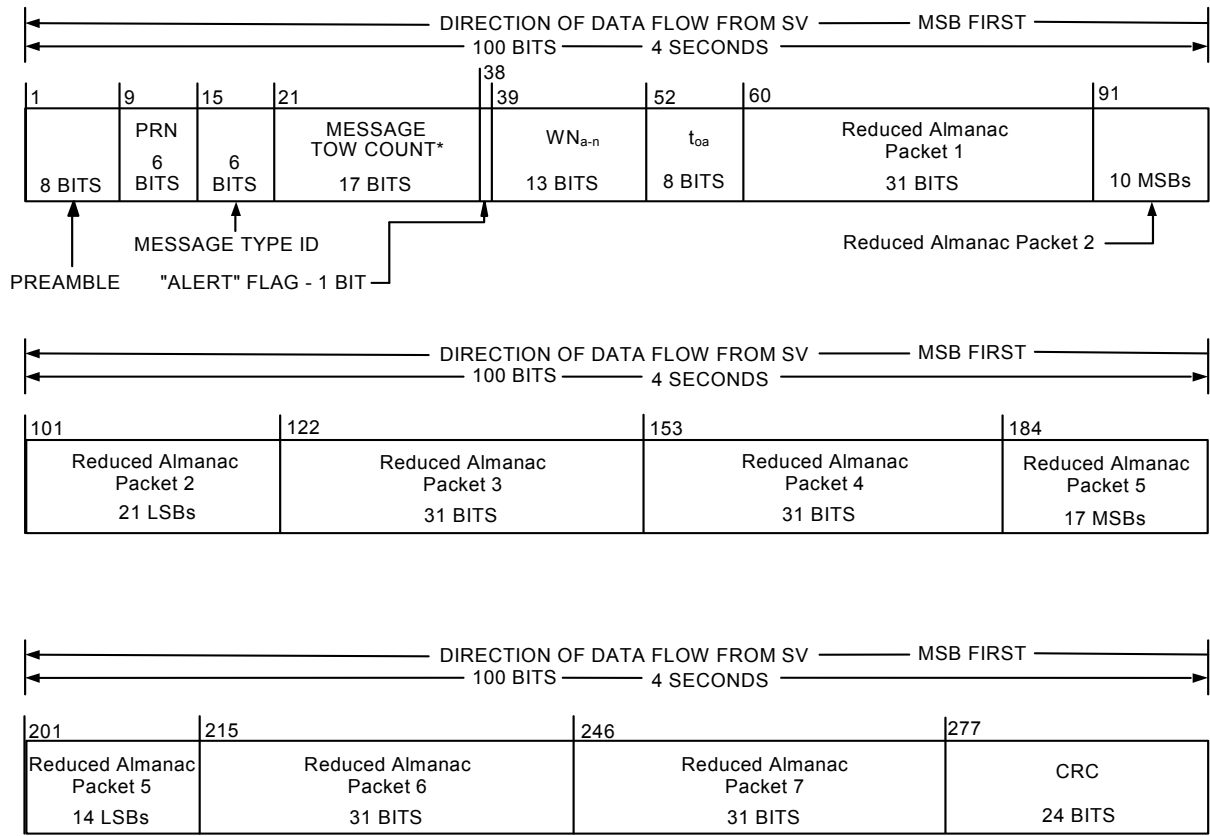 DIRECTION OF DATA FLOW FROM SV MSB FIRST
100 BITS 4 SECONDS
38
1 9 15 21 39 52 60 91
PRN MESSAGE WNa-n toa Reduced Almanac
TOW COUNT* Packet 1
6 6
8 BITS BITS BITS 17 BITS 13 BITS 8 BITS 31 BITS 10 MSBs
MESSAGE TYPE ID Reduced Almanac Packet 2
PREAMBLE "ALERT" FLAG - 1 BIT
DIRECTION OF DATA FLOW FROM SV MSB FIRST
100 BITS 4 SECONDS
101 122 153 184
Reduced Almanac Reduced Almanac Reduced Almanac Reduced Almanac
Packet 2 Packet 3 Packet 4 Packet 5
21 LSBs 31 BITS 31 BITS 17 MSBs
DIRECTION OF DATA FLOW FROM SV MSB FIRST
100 BITS 4 SECONDS
201 215 246 277
Reduced Almanac Reduced Almanac Reduced Almanac CRC
Packet 5 Packet 6 Packet 7
14 LSBs 31 BITS 31 BITS 24 BITS